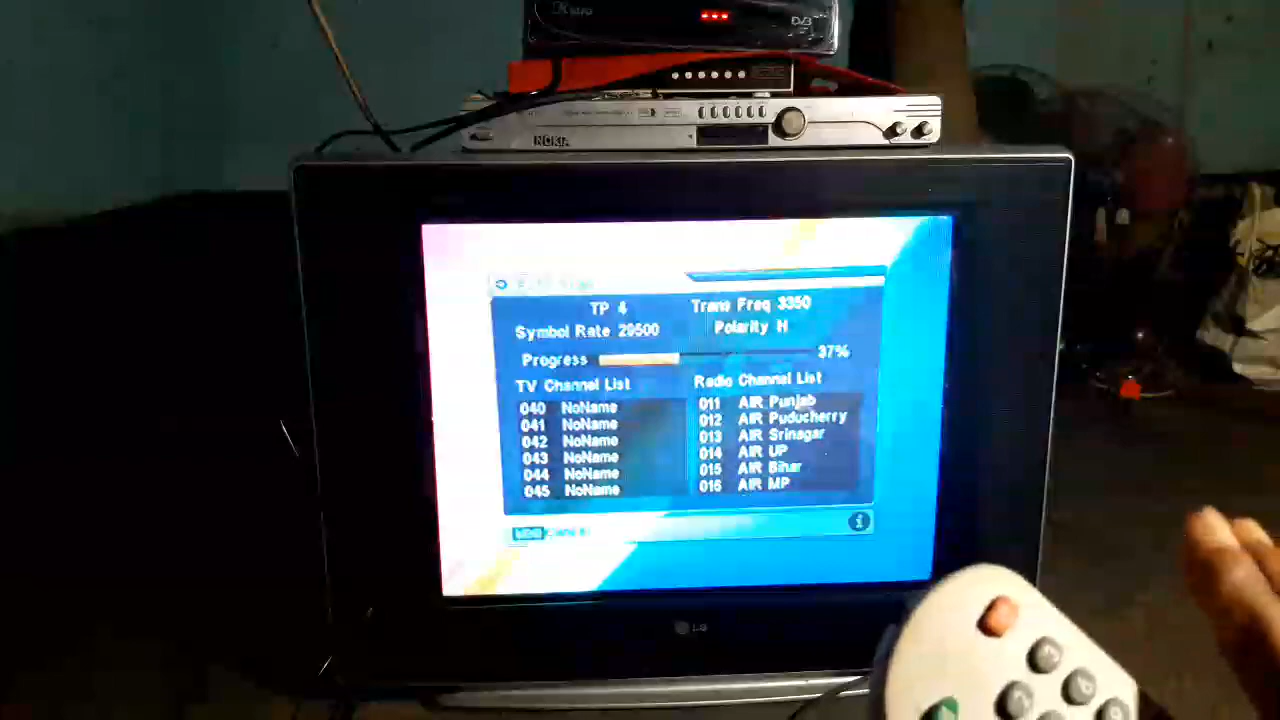 DVB
NOKIA
TP 4 Trans Freq 3350
Symbol Rate 29500 Polarity H
Progress 37%
TV Channel List Radio Channel List
040 NoName 011 AIR Punjab
041 NoName 012 AIR Puducherry
042 NoName 013 AIR Srinagar
043 NoName 014 AIR UP
044 NoName 015 AIR Bihar
045 NoName 016 AIR MP
LG